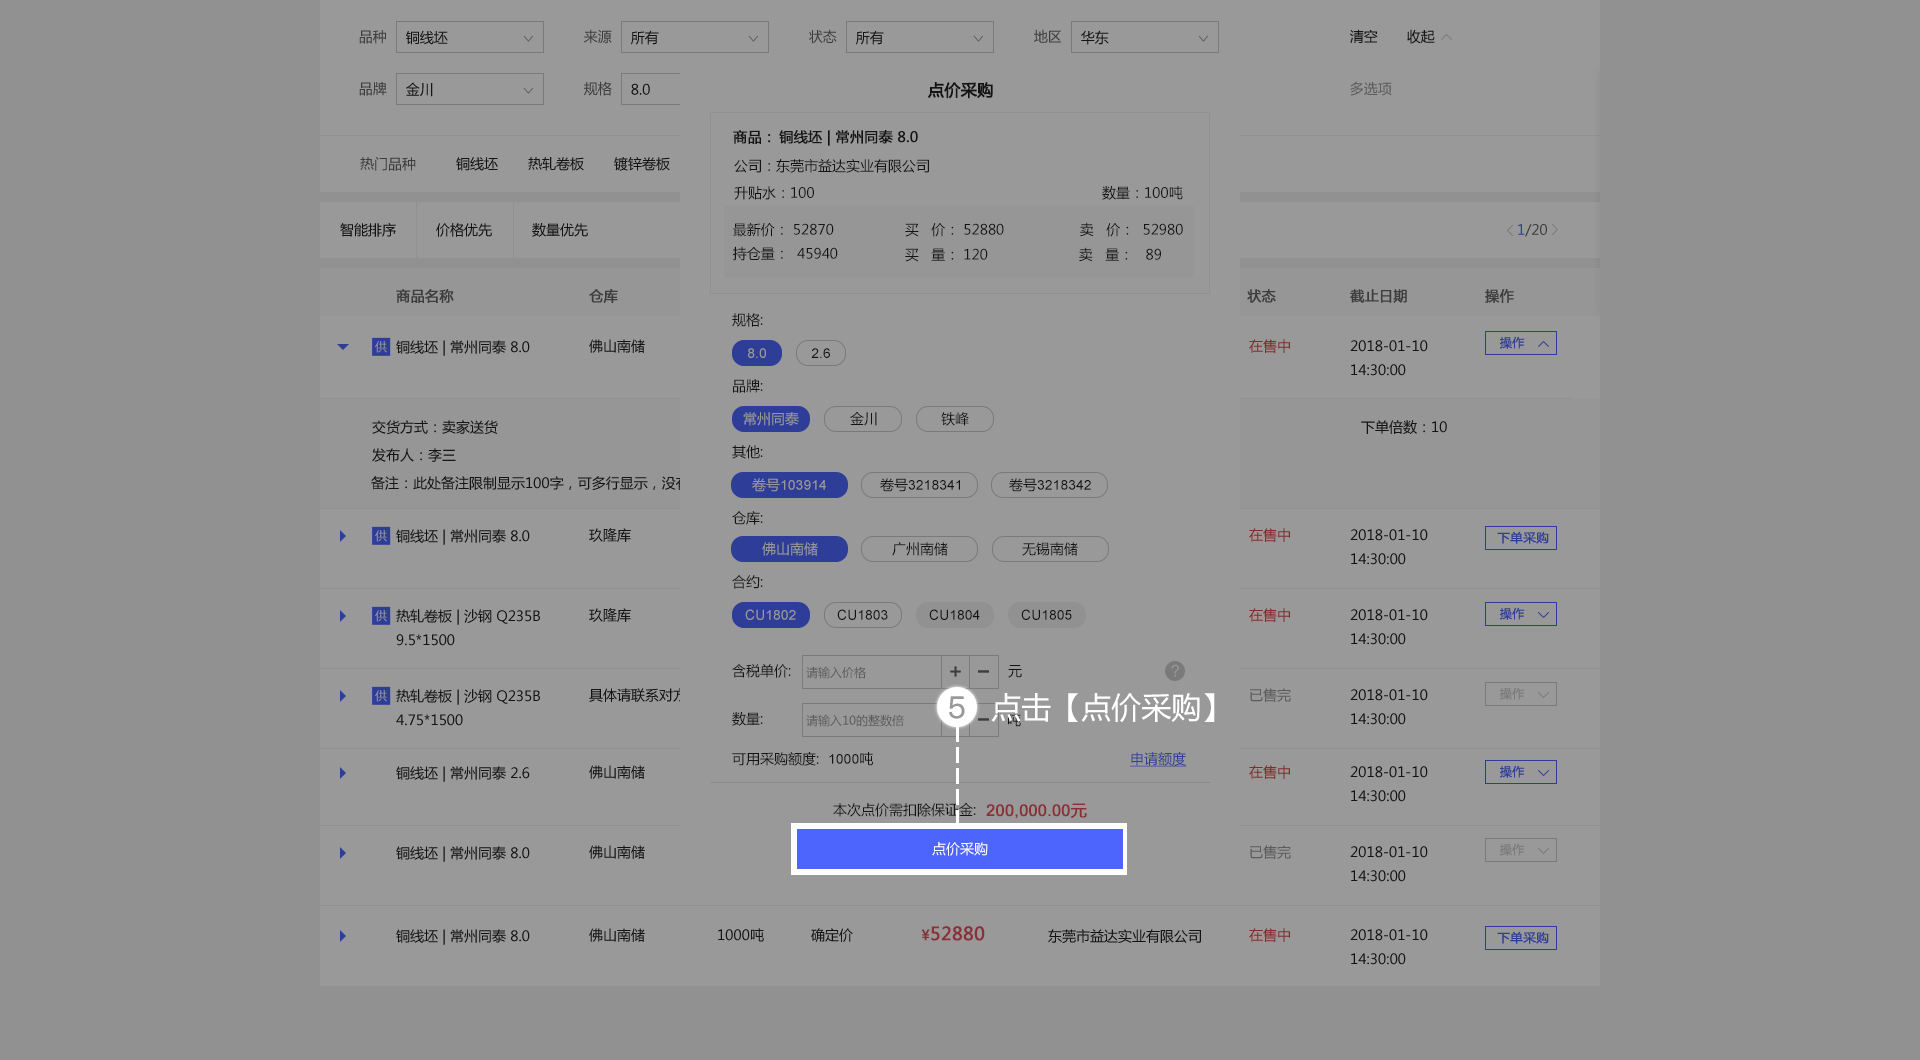 品种 铜线坯 来源 所有 状态 所有 地区 华东 清空 收起
品牌 金川 规格 8.0 多选项
点价采购
热门品种 铜线坯 热轧卷板 镀锌卷板
商品：铜线坯 | 常州同泰 8.0
公司：东莞市益达实业有限公司
升贴水：100 数量：100吨
智能排序 价格优先 数量优先 1/20
最新价： 52870 买 价： 52880 卖 价： 52980
持仓量： 45940 买 量： 120 卖 量： 89
商品名称 仓库 状态 截止日期 操作
规格:
8.0 2.6
供 铜线坯 | 常州同泰 8.0 佛山南储 在售中 2018-01-10 操作
14:30:00
品牌:
常州同泰 金川 铁峰
交货方式：卖家送货 下单倍数：10
发布人：李三
备注：此处备注限制显示100字，可多行显示，没
其他:
卷号103914 卷号3218341 卷号3218342
仓库:
佛山南储 广州南储 无锡南储
供 铜线坯 | 常州同泰 8.0 玖隆库 在售中 2018-01-10 下单采购
14:30:00
合约:
CU1802 CU1803 CU1804 CU1805
供 热轧卷板 | 沙钢 Q235B 玖隆库 在售中 2018-01-10 操作
9.5*1500 14:30:00
含税单价: 请输入价格 + − 元 ?
供 热轧卷板 | 沙钢 Q235B 具体请联系对方 已售完 2018-01-10 操作
4.75*1500 14:30:00
5 点击【点价采购】
数量: 请输入10的整数倍 − 吨
可用采购额度: 1000吨 申请额度
铜线坯 | 常州同泰 2.6 佛山南储 在售中 2018-01-10 操作
14:30:00
本次点价需扣除保证金: 200,000.00元
点价采购
铜线坯 | 常州同泰 8.0 佛山南储 已售完 2018-01-10 操作
14:30:00
铜线坯 | 常州同泰 8.0 佛山南储 1000吨 确定价 ¥52880 东莞市益达实业有限公司 在售中 2018-01-10 下单采购
14:30:00